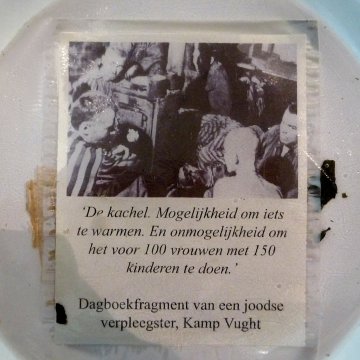 ‘De kachel. Mogelijkheid om iets
te warmen. En onmogelijkheid om
het voor 100 vrouwen met 150
kinderen te doen.’
Dagboekfragment van een joodse
verpleegster, Kamp Vught